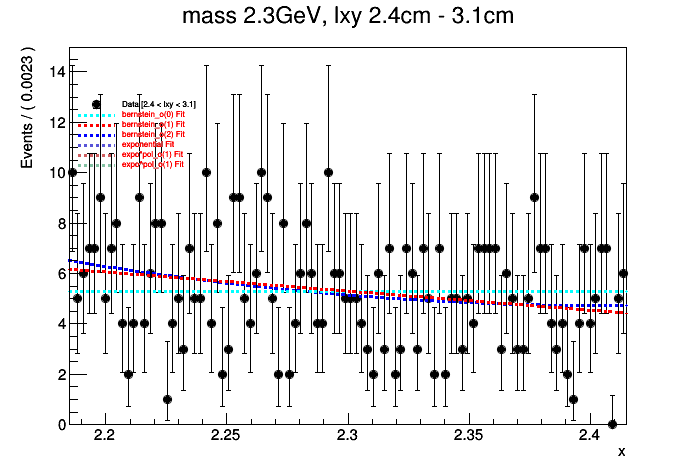 mass 2.3GeV, lxy 2.4cm - 3.1cm
Events / ( 0.0023 )
14
12
10
8
6
4
2
0
Data [2.4 < lxy < 3.1]
bernstein_o(0) Fit
bernstein_o(1) Fit
bernstein_o(2) Fit
exponential Fit
expo*pol_o(1) Fit
expo*pol_o(1) Fit
2.2
2.25
2.3
2.35
2.4
x